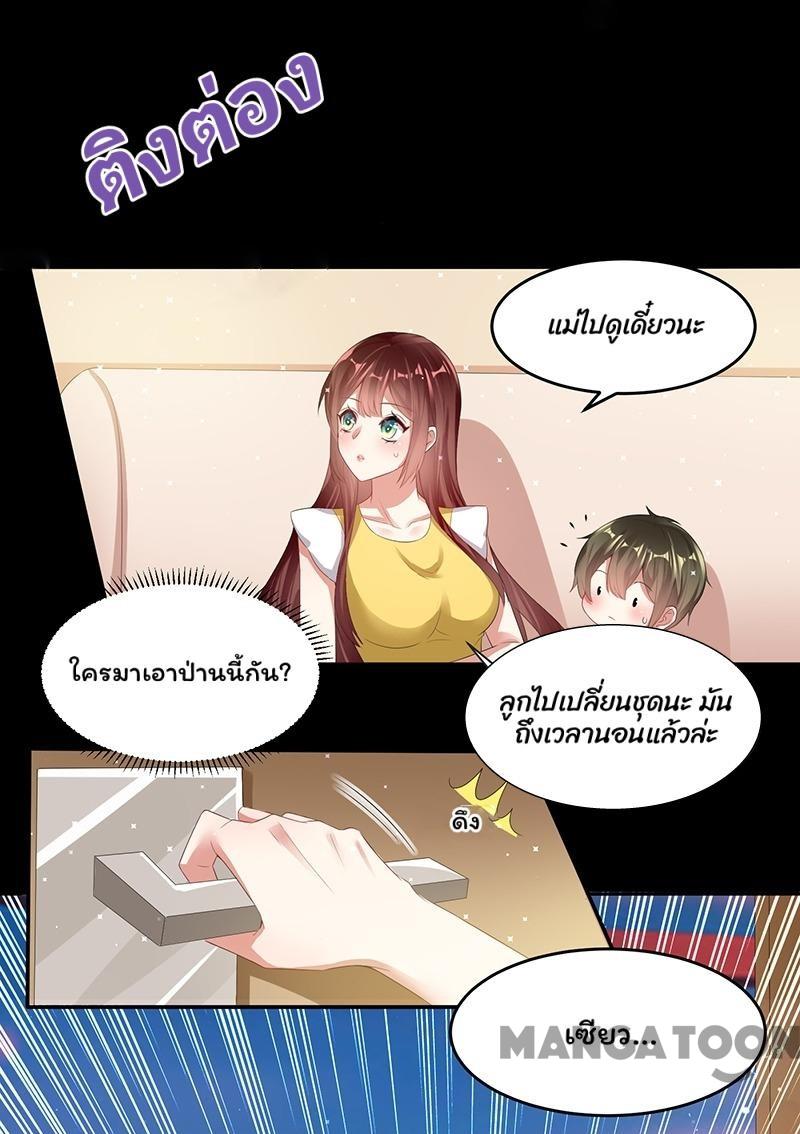 ติงต่อง
แม่ไปดูเดี๋ยวนะ
ใครมาเอาป่านนี้กัน?
ลูกไปเปลี่ยนชุดนะ มัน
ถึงเวลานอนแล้วล่ะ
ดึง
เซียว...
MANGATOON